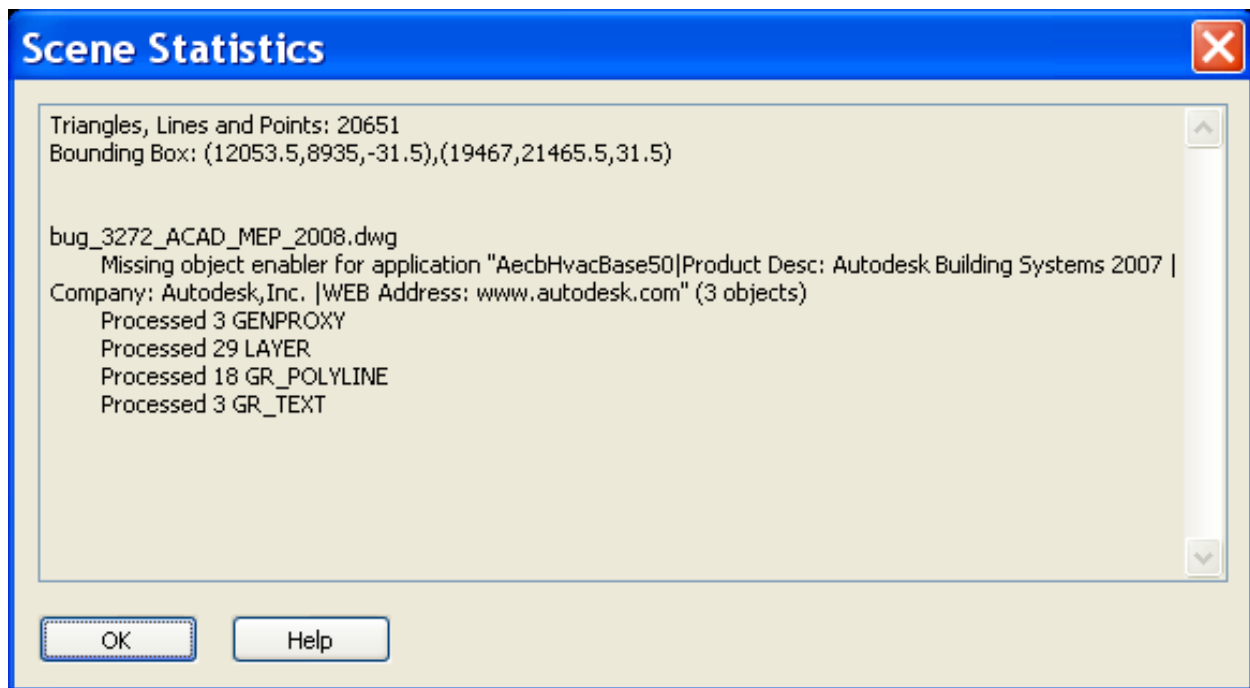 Scene Statistics
Triangles, Lines and Points: 20651
Bounding Box: (12053.5,8935,-31.5),(19467,21465.5,31.5)
bug_3272_ACAD_MEP_2008.dwg
Missing object enabler for application "AecbHvacBase50|Product Desc: Autodesk Building Systems 2007 |
Company: Autodesk,Inc. |WEB Address: www.autodesk.com" (3 objects)
Processed 3 GENPROXY
Processed 29 LAYER
Processed 18 GR_POLYLINE
Processed 3 GR_TEXT
OK
Help